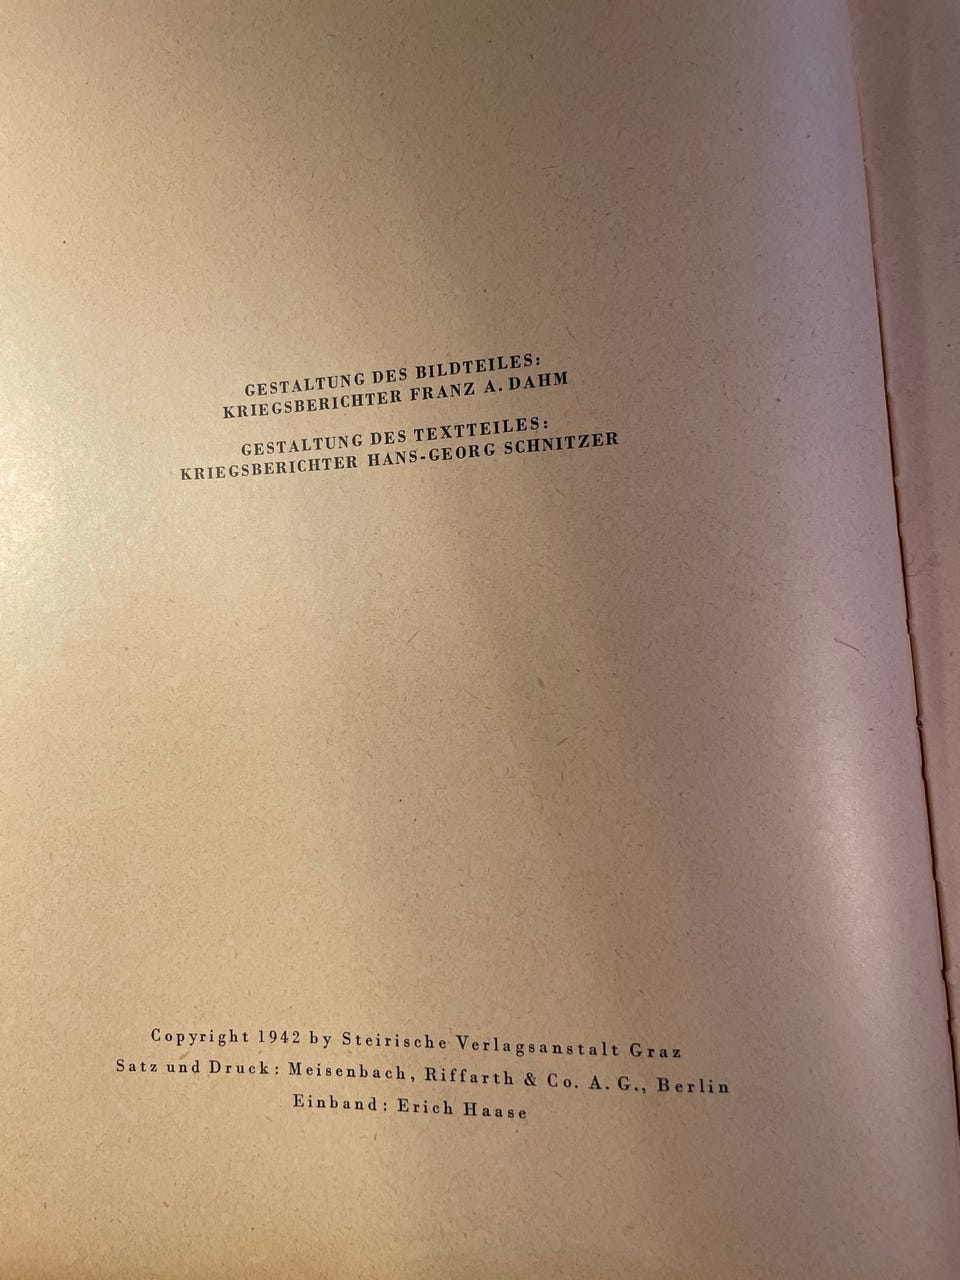 GESTALTUNG DES BILDTEILES:
KRIEGSBERICHTER FRANZ A. DAHM
GESTALTUNG DES TEXTTEILES:
KRIEGSBERICHTER HANS-GEORG SCHNITZER
Copyright 1942 by Steirische Verlagsanstalt Graz
Satz und Druck: Meisenbach, Riffarth & Co. A. G., Berlin
Einband: Erich Haase